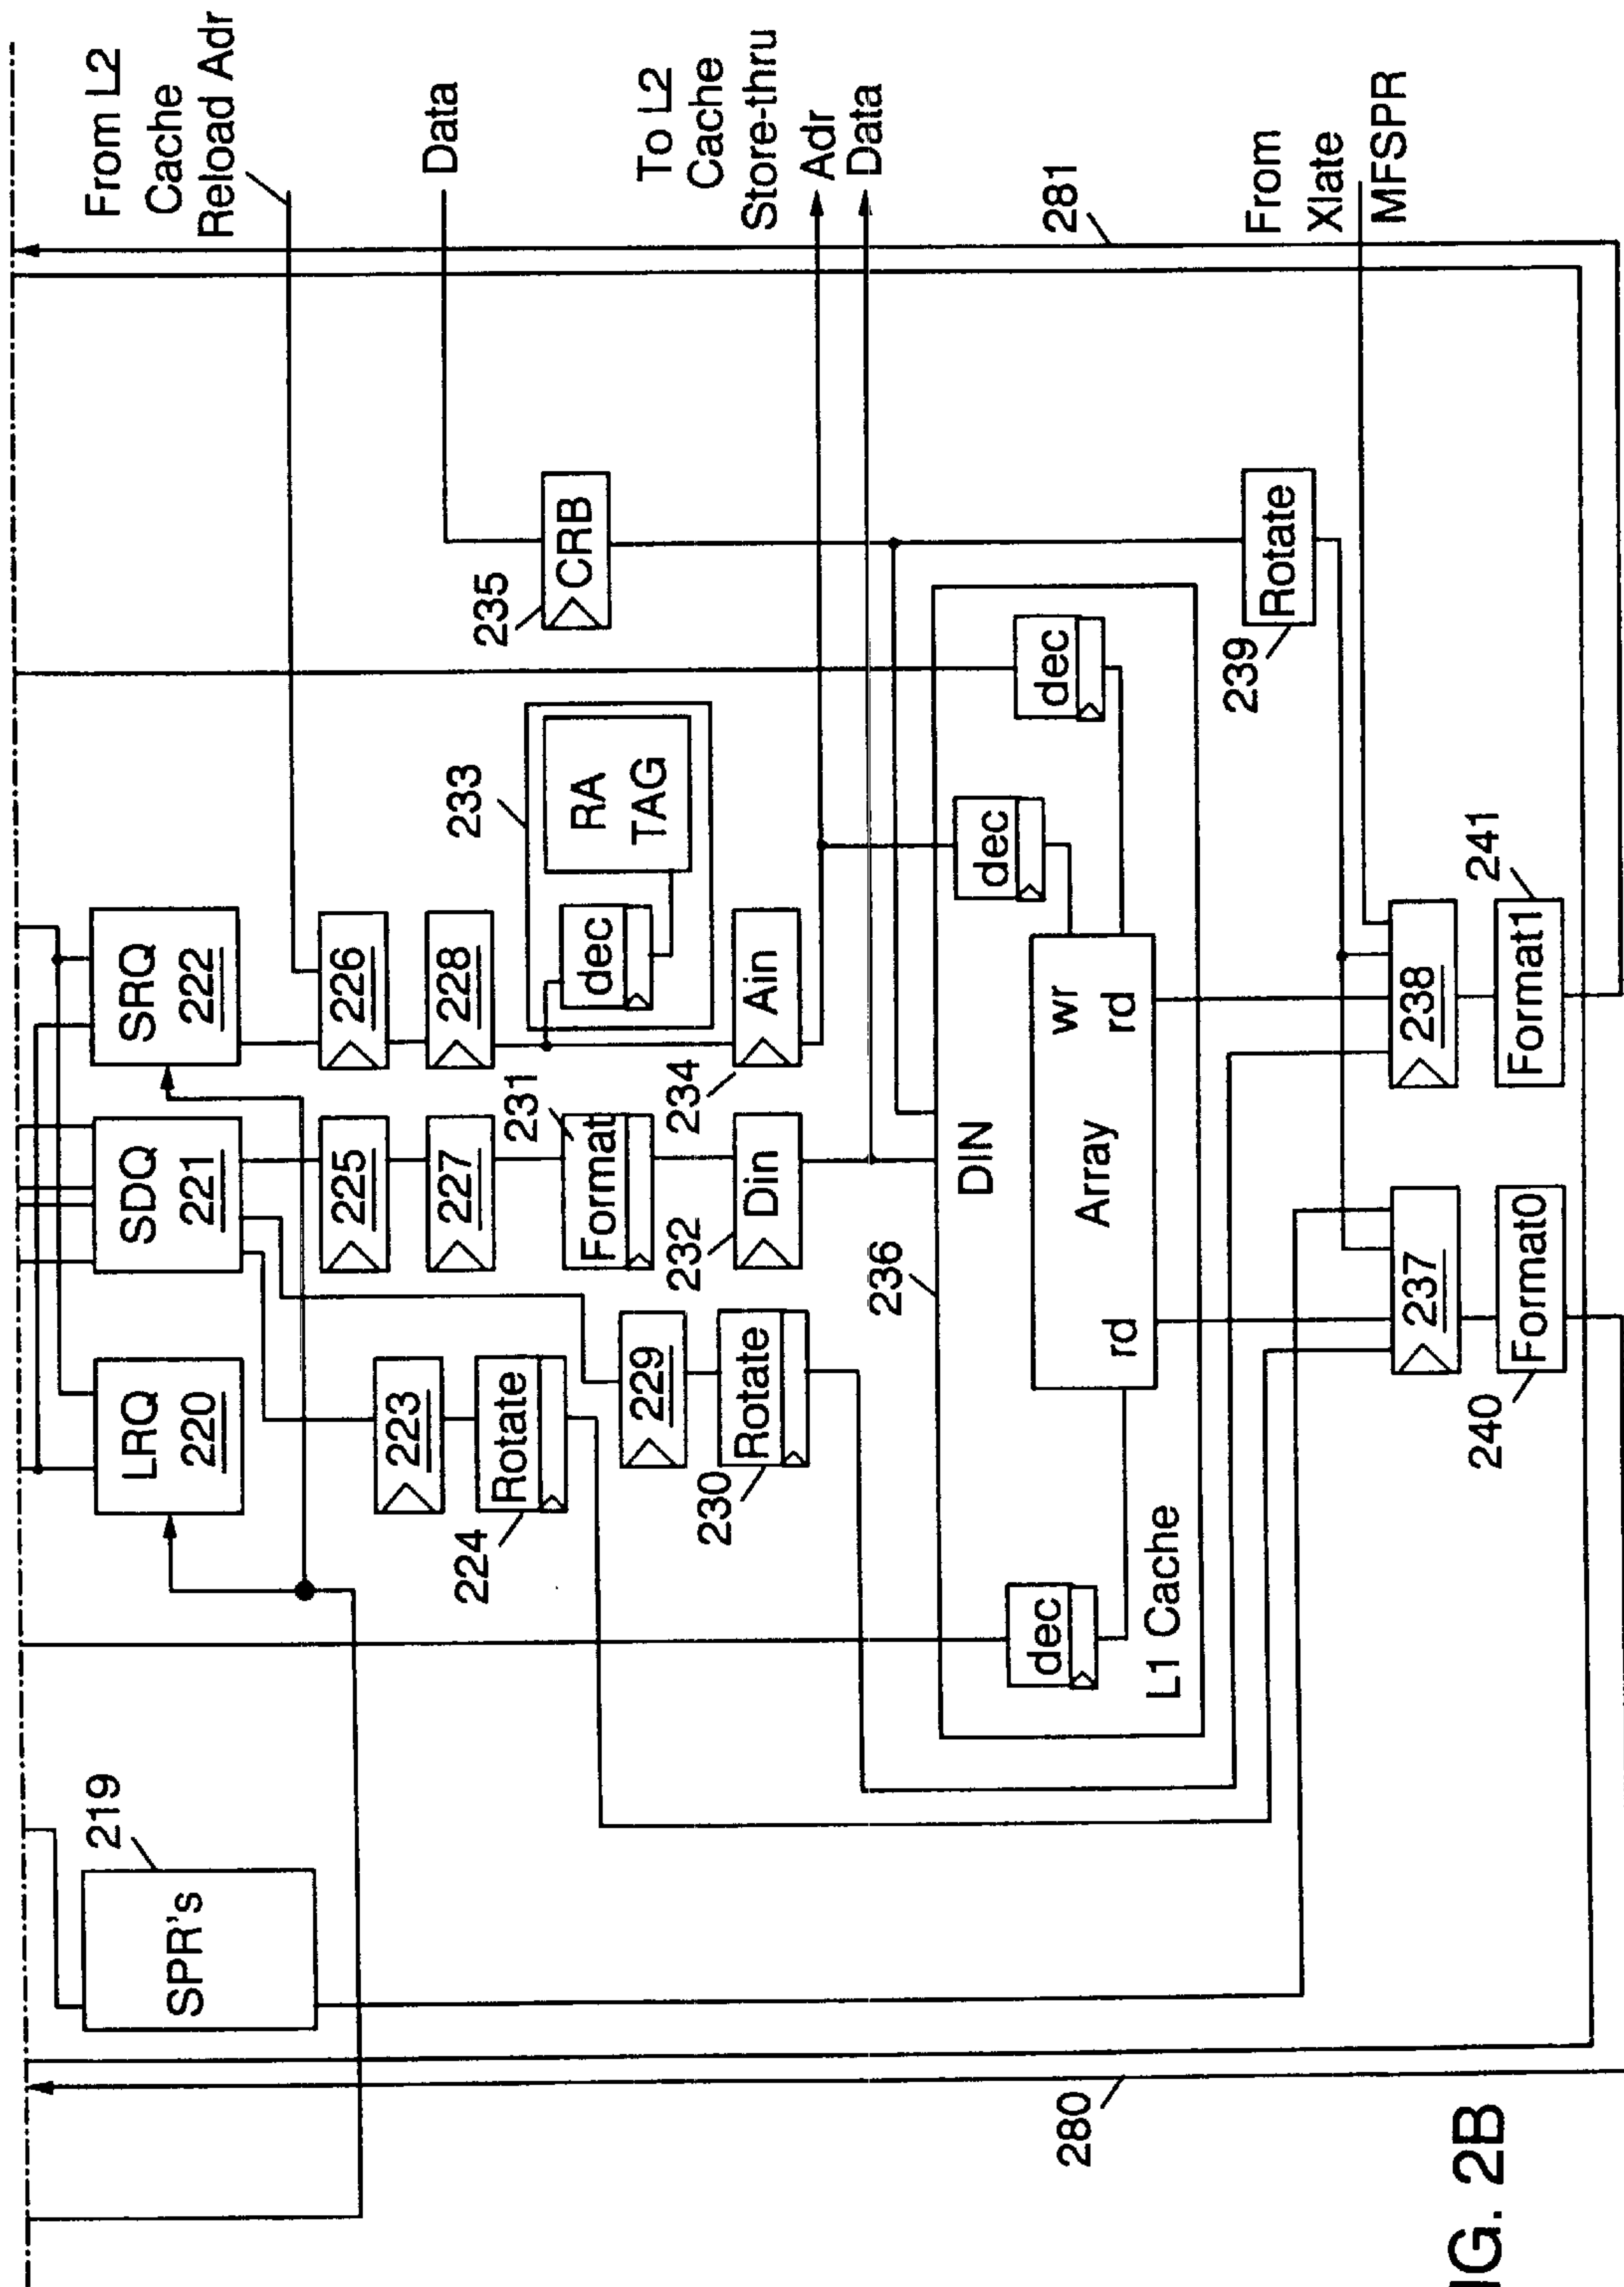 From L2
Cache
Reload Adr
Data
To L2
Cache
Store-thru
Adr
Data
281
From
Xlate
MFSPR
SRQ
222
SDQ
221
LRQ
220
219
SPR's
226
225
223
228
227
Rotate
224
235
CRB
233
RA
TAG
dec
231
Format
229
Rotate
230
234
Ain
232
Din
236
DIN
dec
dec
dec
wr
rd
Array
rd
L1 Cache
Rotate
239
238
237
241
Format1
Format0
240
280
IG. 2B